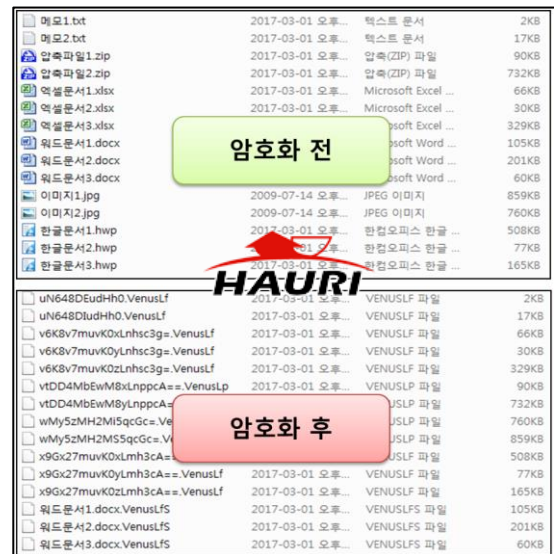 메모1.txt 2017-03-01 오후... 텍스트 문서 2KB
메모2.txt 2017-03-01 오후... 텍스트 문서 17KB
압축파일1.zip 2017-03-01 오후... 압축(ZIP) 파일 90KB
압축파일2.zip 2017-03-01 오후... 압축(ZIP) 파일 732KB
엑셀문서1.xlsx 2017-03-01 오후... Microsoft Excel ... 66KB
엑셀문서2.xlsx 2017-03-01 오후... Microsoft Excel ... 30KB
엑셀문서3.xlsx soft Excel ... 329KB
워드문서1.docx soft Word ... 105KB
암호화 전
워드문서2.docx soft Word ... 201KB
워드문서3.docx soft Word ... 60KB
이미지1.jpg 2009-07-14 오후... JPEG 이미지 859KB
이미지2.jpg 2009-07-14 오후... JPEG 이미지 760KB
한글문서1.hwp 2017-03-01 오후... 한컴오피스 한글 ... 508KB
한글문서2.hwp 오후... 한컴오피스 한글 ... 77KB
한글문서3.hwp 2017-03-01 오후... 한컴오피스 한글 ... 165KB
HAURI
uN648DEudHh0.VenusLf 2017-03-01 오후... VENUSLF 파일 2KB
uN648DIudHh0.VenusLf 2017-03-01 오후... VENUSLF 파일 17KB
v6K8v7muvK0xLnhsc3g=.VenusLf 2017-03-01 오후... VENUSLF 파일 66KB
v6K8v7muvK0yLnhsc3g=.VenusLf 2017-03-01 오후... VENUSLF 파일 30KB
v6K8v7muvK0zLnhsc3g=.VenusLf 2017-03-01 오후... VENUSLF 파일 329KB
vtDD4MbEwM8xLnppcA==.VenusLp 2017-03-01 오후... VENUSLP 파일 90KB
vtDD4MbEwM8yLnppcA= USLP 파일 732KB
wMy5zMH2Mi5qcGc=.Ve USLP 파일 760KB
암호화 후
wMy5zMH2MS5qcGc=.Ve USLP 파일 859KB
x9Gx27muvK0xLmh3cA== USLF 파일 508KB
x9Gx27muvK0yLmh3cA==.VenusLf 2017-03-01 오후... VENUSLF 파일 77KB
x9Gx27muvK0zLmh3cA==.VenusLf 2017-03-01 오후... VENUSLF 파일 165KB
워드문서1.docx.VenusLfS 2017-03-01 오후... VENUSLFS 파일 105KB
워드문서2.docx.VenusLfS 2017-03-01 오후... VENUSLFS 파일 201KB
워드문서3.docx.VenusLfS 2017-03-01 오후... VENUSLFS 파일 60KB